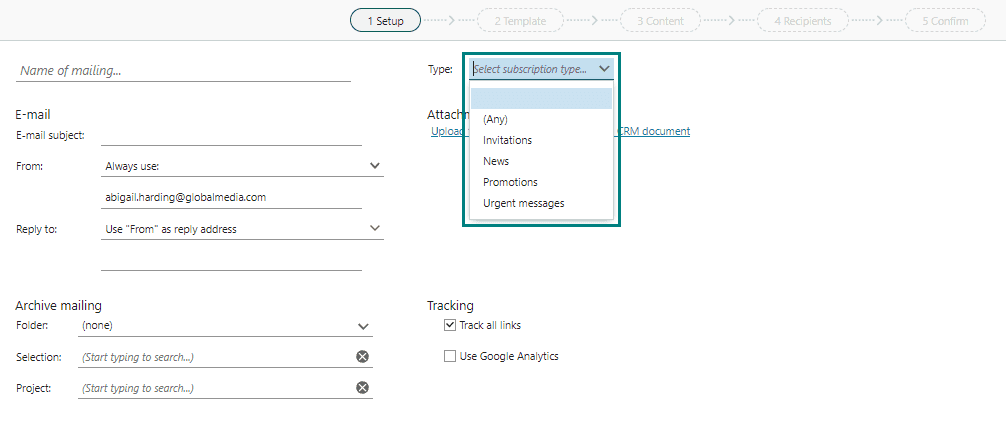 1 Setup
2 Template
3 Content
4 Recipients
5 Confirm
Name of mailing...
Type:
Select subscription type...
(Any)
Invitations
News
Promotions
Urgent messages
E-mail
E-mail subject:
From:
Always use:
abigail.harding@globalmedia.com
Reply to:
Use "From" as reply address
Attachm
Upload
CRM document
Archive mailing
Folder:
(none)
Selection:
(Start typing to search...)
Project:
(Start typing to search...)
Tracking
Track all links
Use Google Analytics